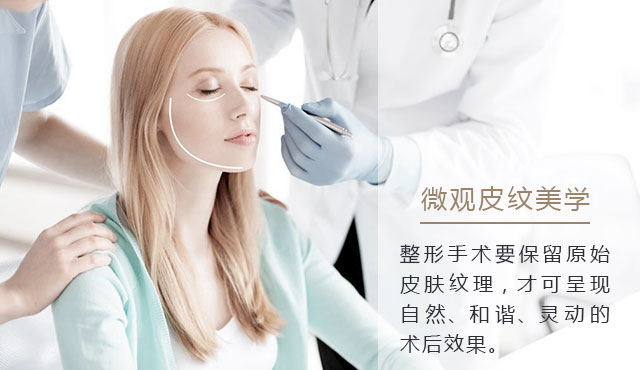 微观皮纹美学
整形手术要保留原始
皮肤纹理，才可呈现
自然、和谐、灵动的
术后效果。